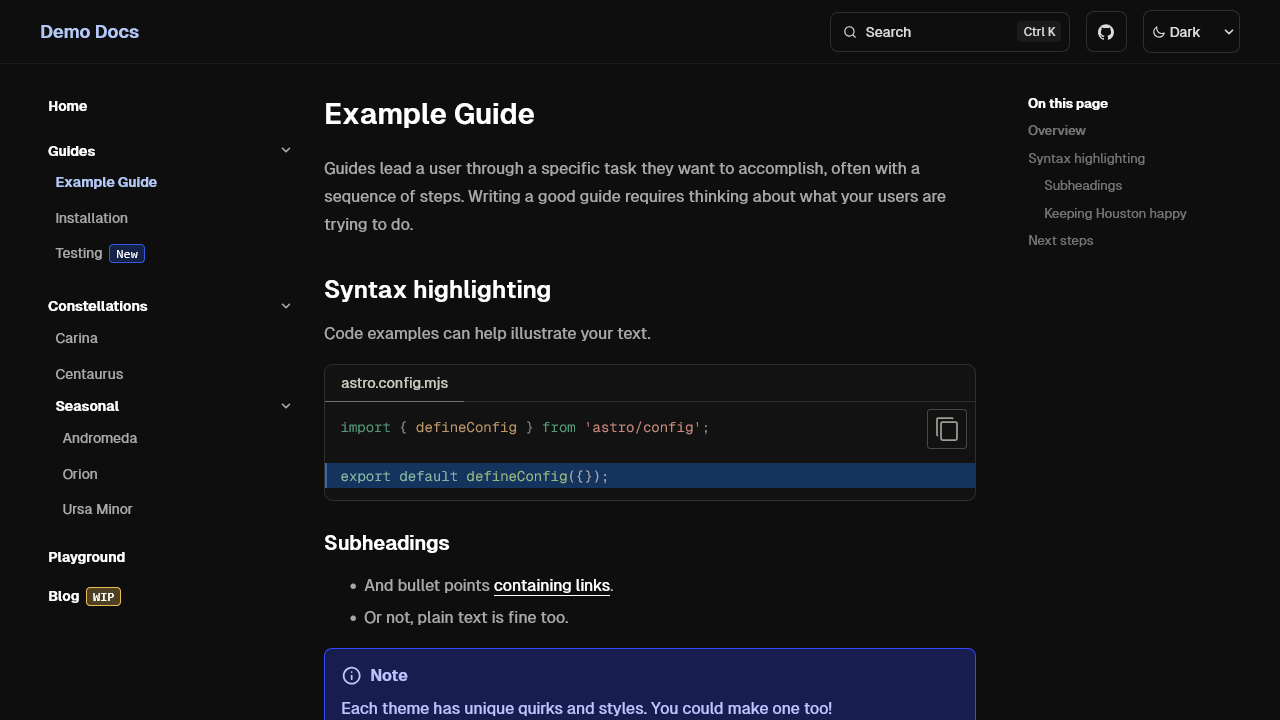 Demo Docs
Search
Ctrl K
Dark
Home
Guides
Example Guide
Installation
Testing New
Constellations
Carina
Centaurus
Seasonal
Andromeda
Orion
Ursa Minor
Playground
Blog WIP
Example Guide
Guides lead a user through a specific task they want to accomplish, often with a
sequence of steps. Writing a good guide requires thinking about what your users are
trying to do.
Syntax highlighting
Code examples can help illustrate your text.
astro.config.mjs
import { defineConfig } from 'astro/config';
export default defineConfig({});
Subheadings
• And bullet points containing links.
• Or not, plain text is fine too.
Note
Each theme has unique quirks and styles. You could make one too!
On this page
Overview
Syntax highlighting
Subheadings
Keeping Houston happy
Next steps